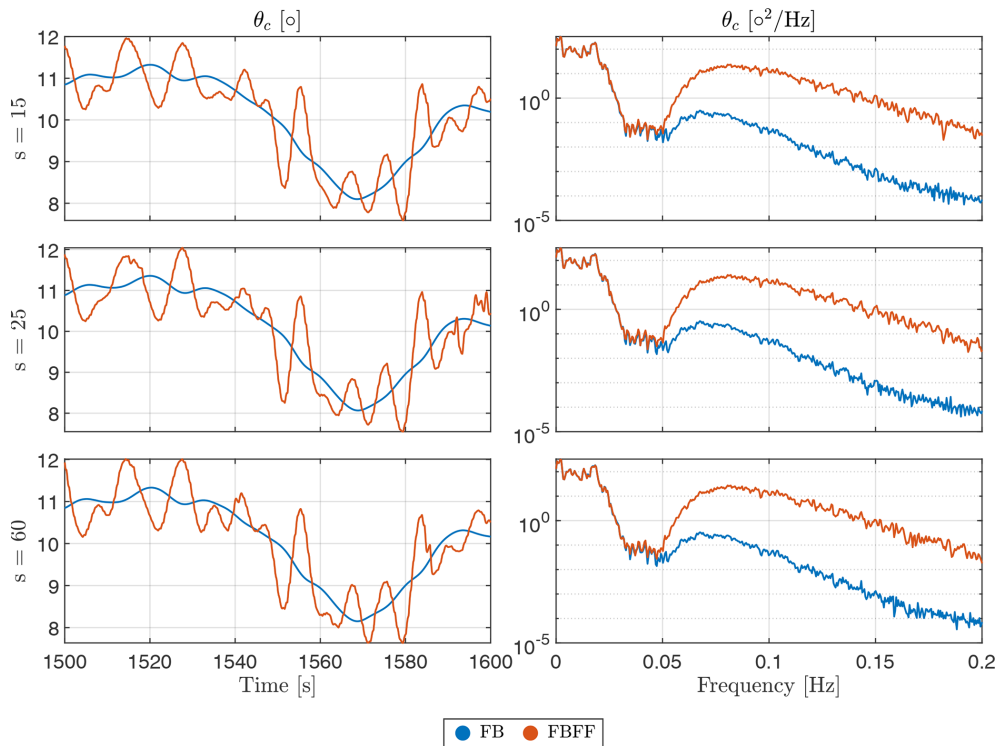 θc [∘]
θc [∘²/Hz]
12
11
10
9
8
s = 15
10^0
10^-5
12
11
10
9
8
s = 25
10^0
10^-5
12
11
10
9
8
s = 60
10^0
10^-5
1500 1520 1540 1560 1580 1600
Time [s]
0 0.05 0.1 0.15 0.2
Frequency [Hz]
FB FBFF